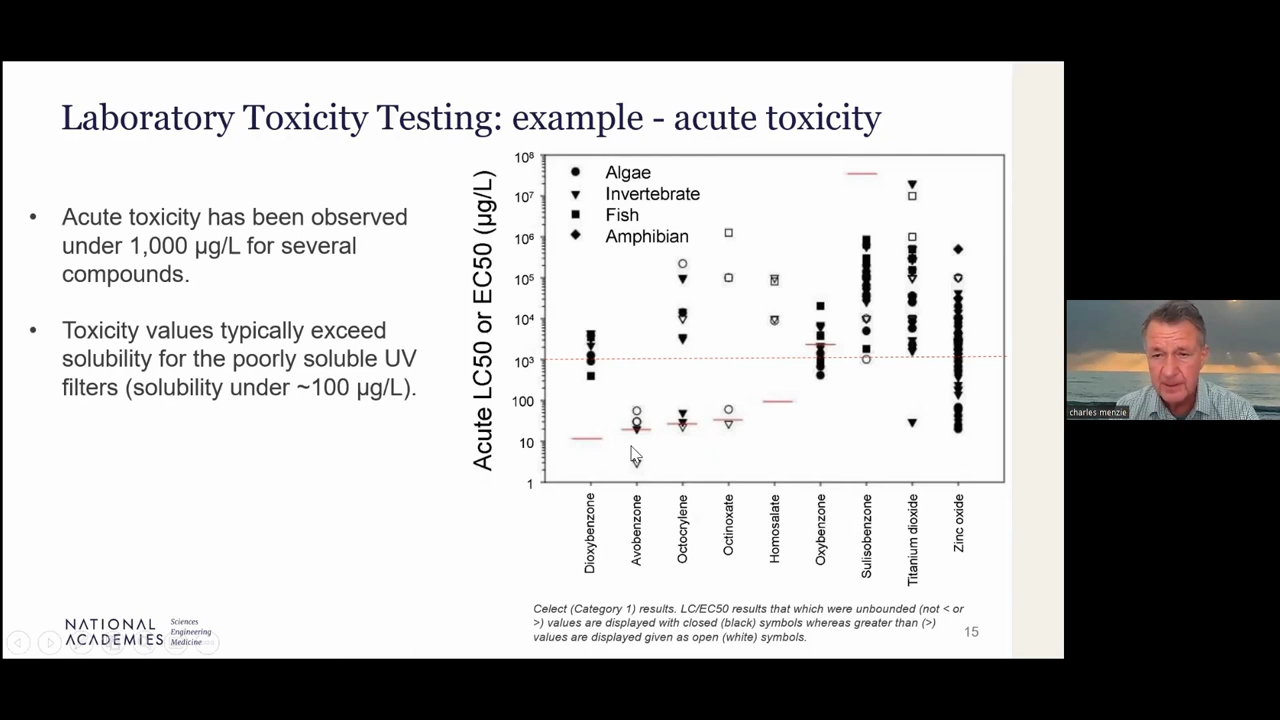 Laboratory Toxicity Testing: example - acute toxicity
• Acute toxicity has been observed
under 1,000 µg/L for several
compounds.
• Toxicity values typically exceed
solubility for the poorly soluble UV
filters (solubility under ~100 µg/L).
Acute LC50 or EC50 (µg/L)
10⁸
10⁷
10⁶
10⁵
10⁴
10³
100
10
1
Algae
Invertebrate
Fish
Amphibian
Dioxybenzone
Avobenzone
Octocrylene
Octinoxate
Homosalate
Oxybenzone
Sulisobenzone
Titanium dioxide
Zinc oxide
Celect (Category 1) results. LC/EC50 results that which were unbounded (not < or
>) values are displayed with closed (black) symbols whereas greater than (>)
values are displayed given as open (white) symbols.
15
NATIONAL ACADEMIES
Sciences
Engineering
Medicine
charles menzie